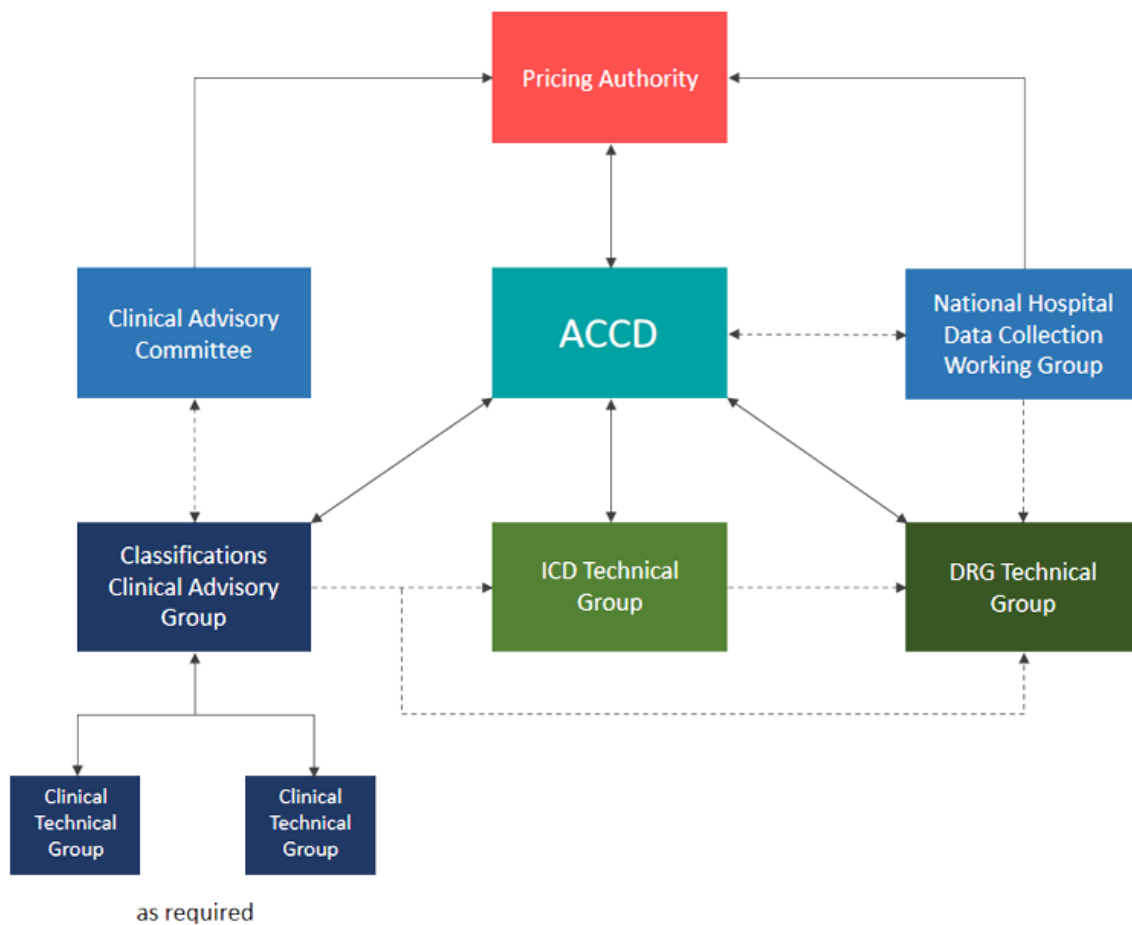 Pricing Authority
Clinical Advisory
Committee
ACCD
National Hospital
Data Collection
Working Group
Classifications
Clinical Advisory
Group
ICD Technical
Group
DRG Technical
Group
Clinical
Technical
Group
Clinical
Technical
Group
as required